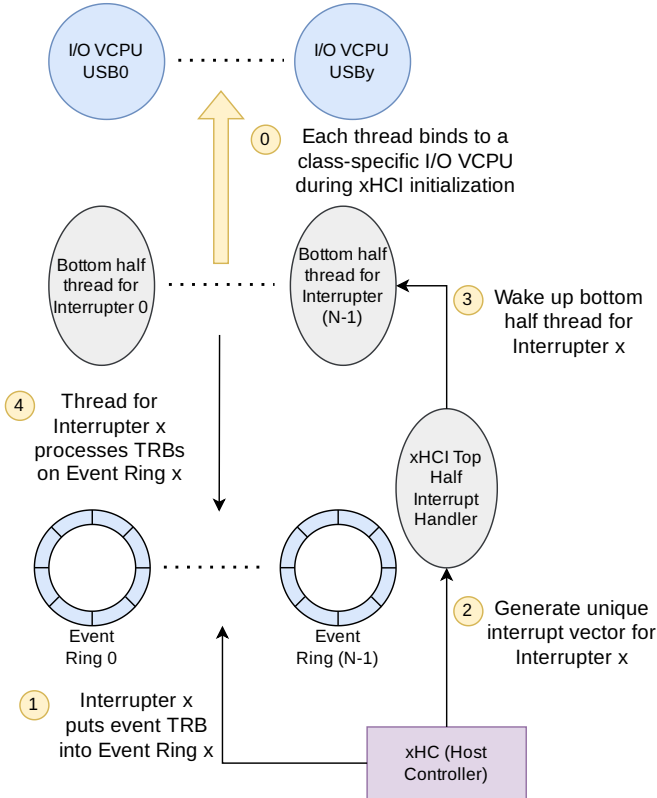 I/O VCPU
USB0
I/O VCPU
USBy
0
Each thread binds to a
class-specific I/O VCPU
during xHCI initialization
Bottom half
thread for
Interrupter 0
Bottom half
thread for
Interrupter
(N-1)
3
Wake up bottom
half thread for
Interrupter x
4
Thread for
Interrupter x
processes TRBs
on Event Ring x
xHCI Top
Half
Interrupt
Handler
Event
Ring 0
Event
Ring (N-1)
2
Generate unique
interrupt vector for
Interrupter x
1
Interrupter x
puts event TRB
into Event Ring x
xHC (Host
Controller)